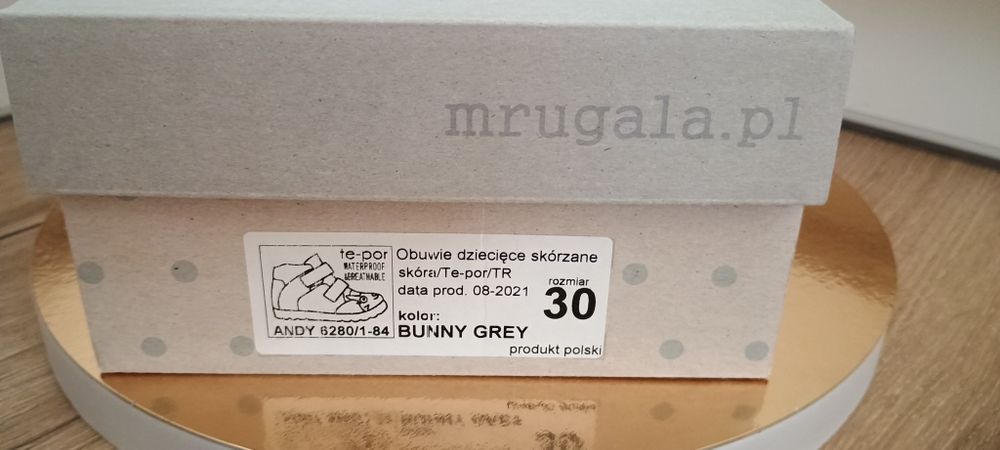 mrugala.pl
te-por
WATERPROOF
&BREATHABLE
ANDY 6280/1-84
Obuwie dziecięce skórzane
skóra/Te-por/TR
data prod. 08-2021
rozmiar
30
kolor:
BUNNY GREY
produkt polski